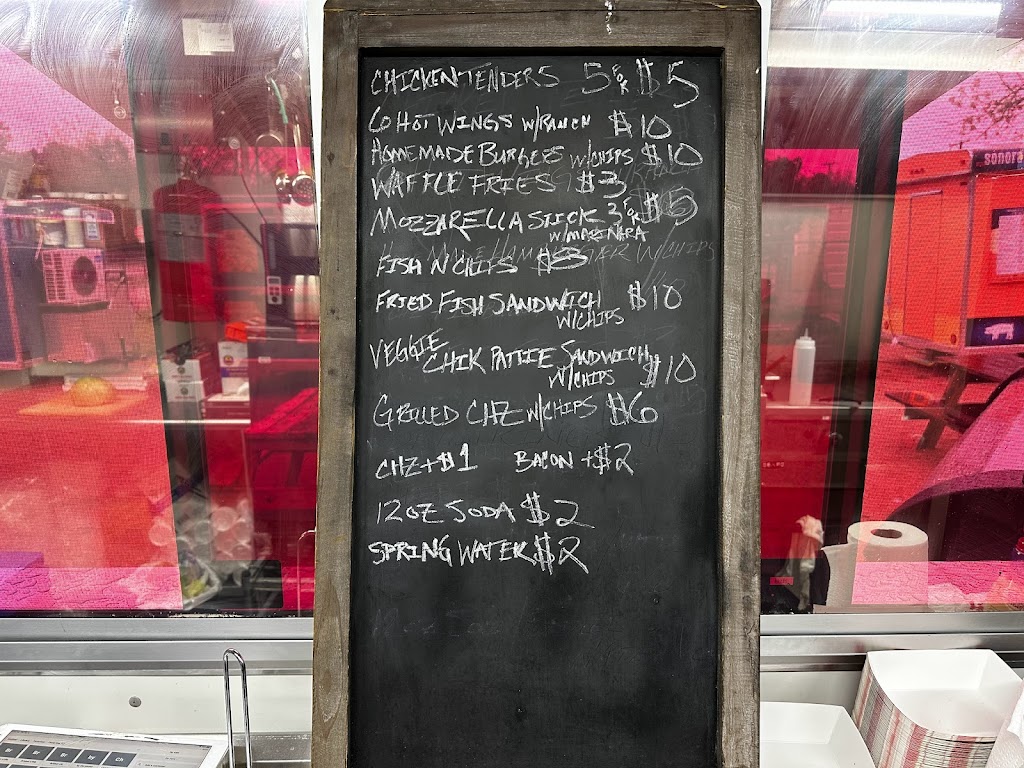 CHICKEN TENDERS 5 FOR $5
6 HOT WINGS W/RANCH $10
HOMEMADE BURGERS W/CHIPS $10
WAFFLE FRIES $3
MOZZARELLA STICK 3 FOR $5
W/MARINARA
FISH N CHIPS $8
FRIED FISH SANDWICH $10
W/CHIPS
VEGGIE CHIK PATTIE SANDWICH $10
W/CHIPS
GRILLED CHZ W/CHIPS $6
CHZ + $1 BACON + $2
12 OZ SODA $2
SPRING WATER $2
sonora